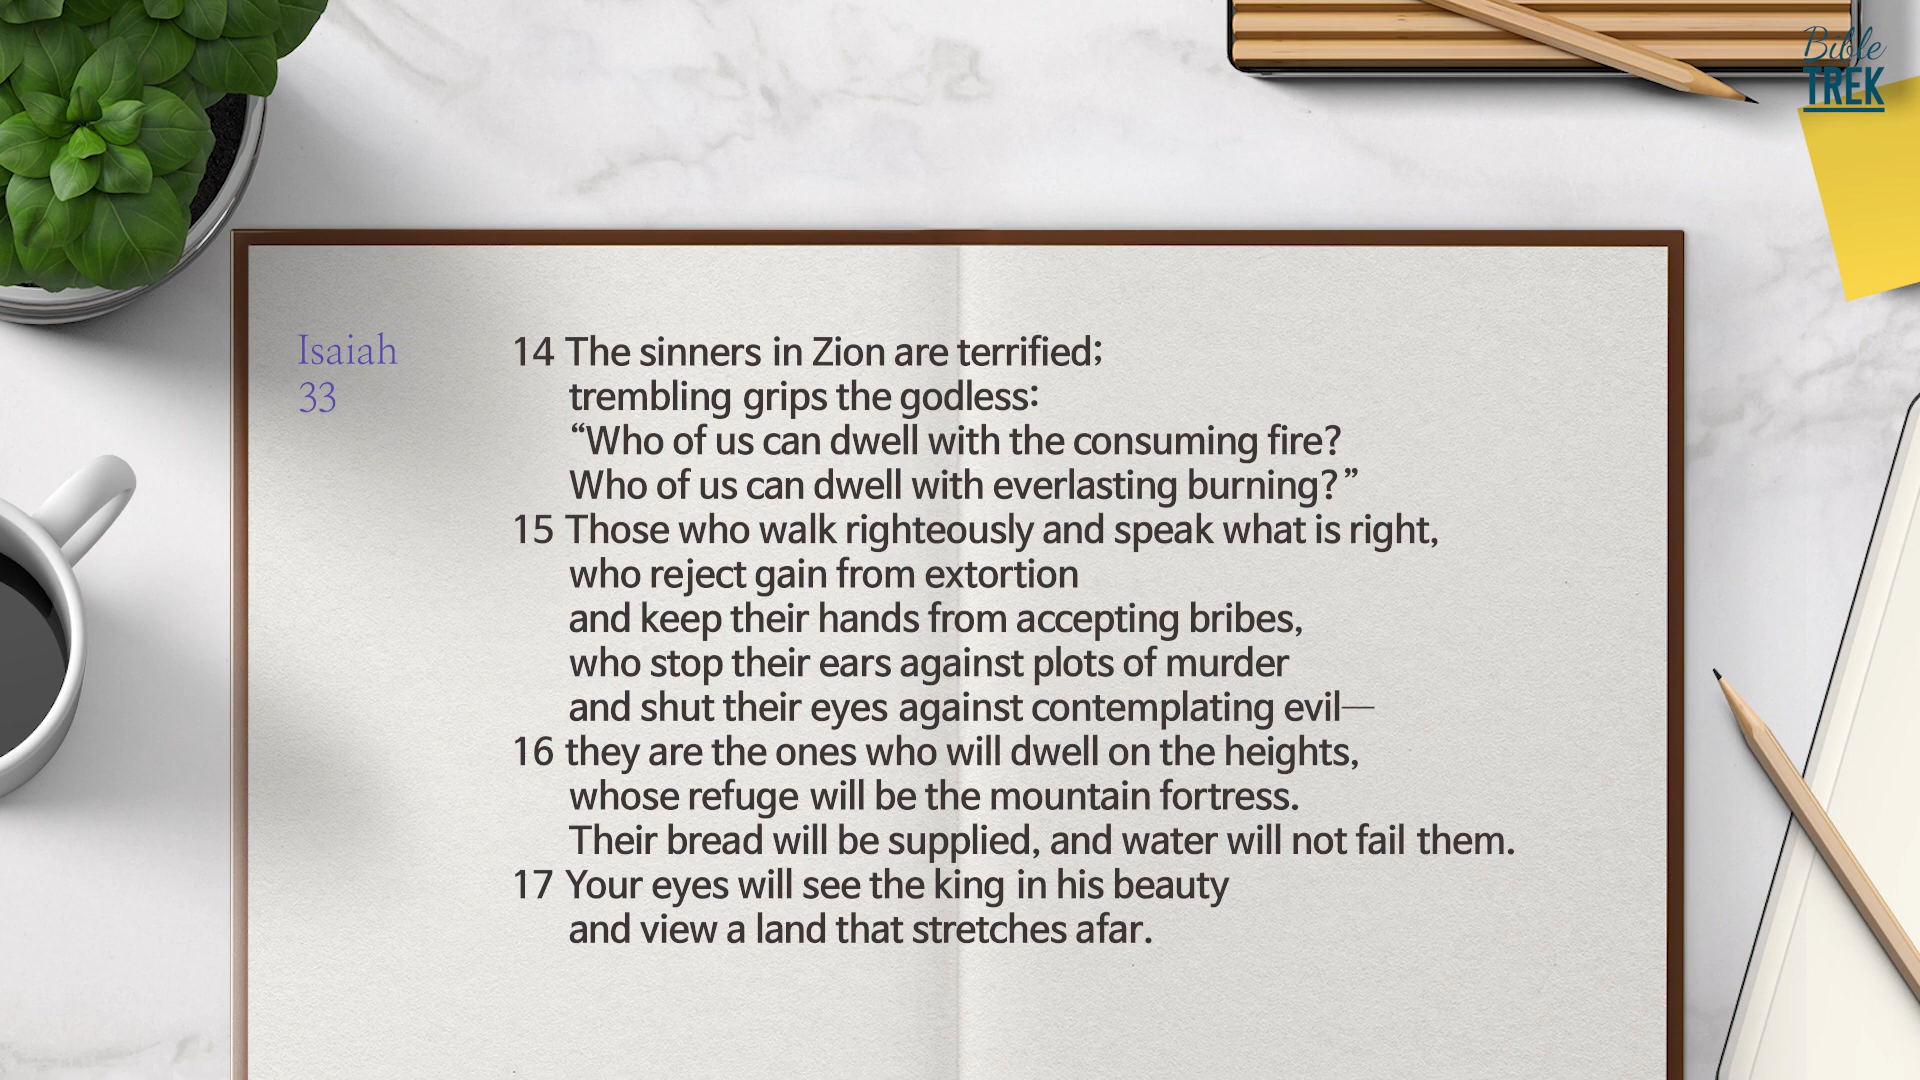 Bible
TREK
Isaiah
33
14 The sinners in Zion are terrified;
trembling grips the godless:
“Who of us can dwell with the consuming fire?
Who of us can dwell with everlasting burning?”
15 Those who walk righteously and speak what is right,
who reject gain from extortion
and keep their hands from accepting bribes,
who stop their ears against plots of murder
and shut their eyes against contemplating evil—
16 they are the ones who will dwell on the heights,
whose refuge will be the mountain fortress.
Their bread will be supplied, and water will not fail them.
17 Your eyes will see the king in his beauty
and view a land that stretches afar.